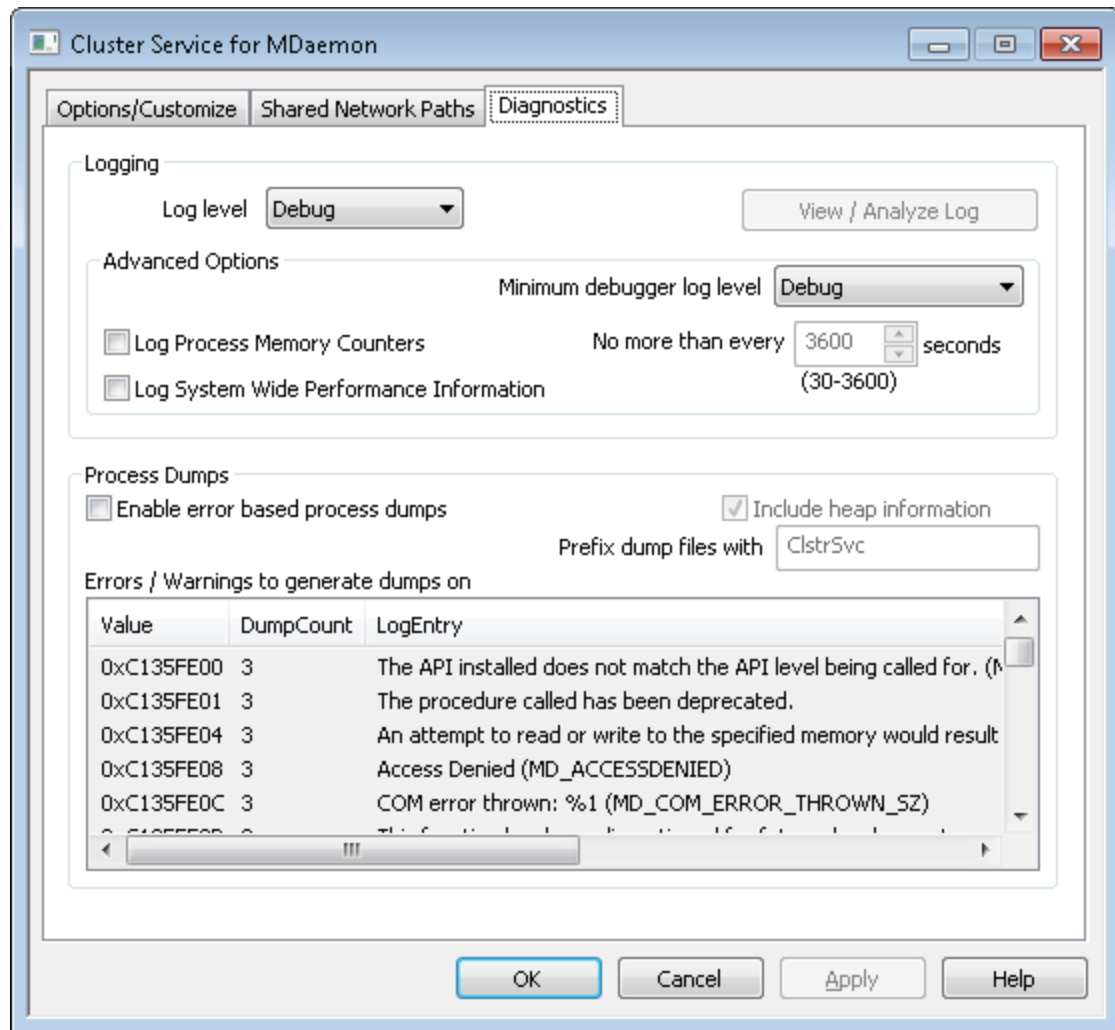 Cluster Service for MDaemon
Options/Customize Shared Network Paths Diagnostics
Logging
Log level Debug View / Analyze Log
Advanced Options
Minimum debugger log level Debug
Log Process Memory Counters No more than every 3600 seconds
(30-3600)
Log System Wide Performance Information
Process Dumps
Enable error based process dumps Include heap information
Prefix dump files with ClstrSvc
Errors / Warnings to generate dumps on
Value DumpCount LogEntry
0xC135FE00 3 The API installed does not match the API level being called for. (M
0xC135FE01 3 The procedure called has been deprecated.
0xC135FE04 3 An attempt to read or write to the specified memory would result
0xC135FE08 3 Access Denied (MD_ACCESSDENIED)
0xC135FE0C 3 COM error thrown: %1 (MD_COM_ERROR_THROWN_SZ)
OK Cancel Apply Help